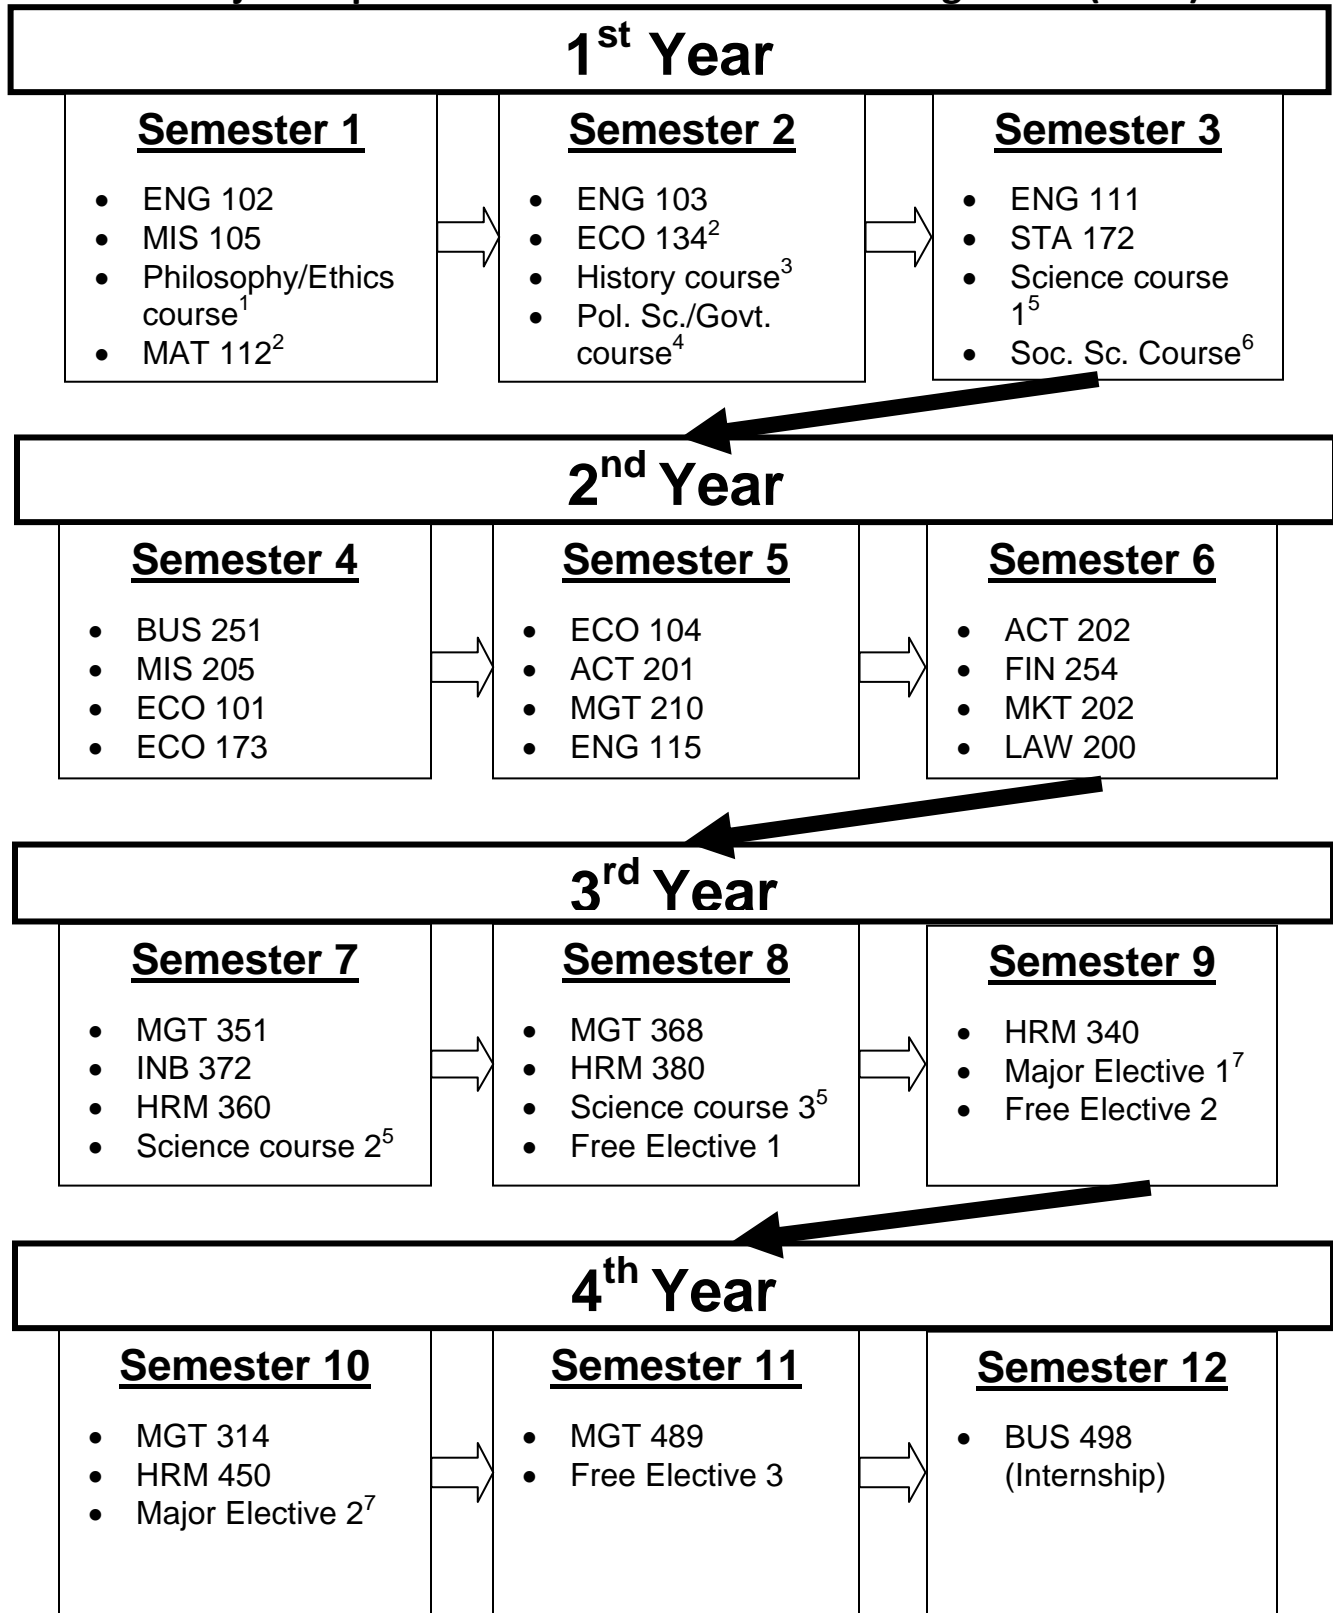 1st Year
Semester 1
• ENG 102
• MIS 105
• Philosophy/Ethics
course1
• MAT 1122
Semester 2
• ENG 103
• ECO 1342
• History course3
• Pol. Sc./Govt.
course4
Semester 3
• ENG 111
• STA 172
• Science course
15
• Soc. Sc. Course6
2nd Year
Semester 4
• BUS 251
• MIS 205
• ECO 101
• ECO 173
Semester 5
• ECO 104
• ACT 201
• MGT 210
• ENG 115
Semester 6
• ACT 202
• FIN 254
• MKT 202
• LAW 200
3rd Year
Semester 7
• MGT 351
• INB 372
• HRM 360
• Science course 25
Semester 8
• MGT 368
• HRM 380
• Science course 35
• Free Elective 1
Semester 9
• HRM 340
• Major Elective 17
• Free Elective 2
4th Year
Semester 10
• MGT 314
• HRM 450
• Major Elective 27
Semester 11
• MGT 489
• Free Elective 3
Semester 12
• BUS 498
(Internship)